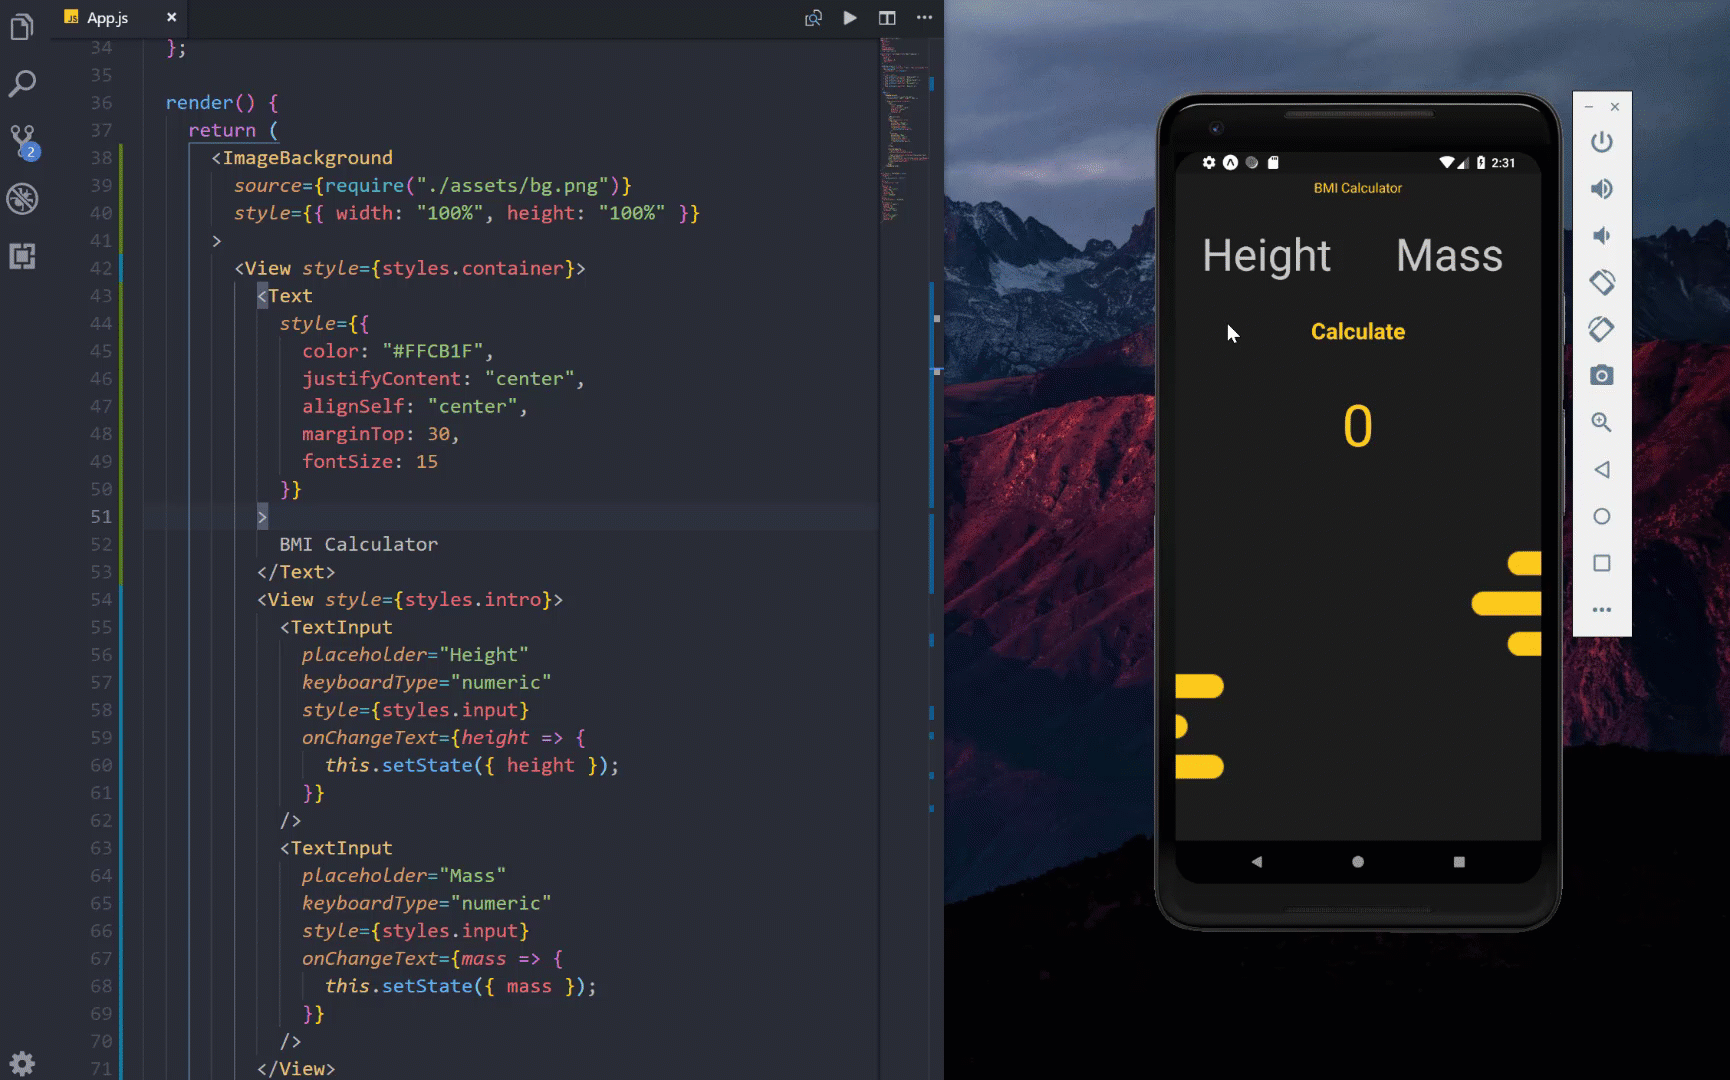 JS App.js
34 };
35
36 render() {
37 return (
38 <ImageBackground
39 source={require("./assets/bg.png")}
40 style={{ width: "100%", height: "100%" }}
41 >
42 <View style={styles.container}>
43 <Text
44 style={{
45 color: "#FFCB1F",
46 justifyContent: "center",
47 alignSelf: "center",
48 marginTop: 30,
49 fontSize: 15
50 }}
51 >
52 BMI Calculator
53 </Text>
54 <View style={styles.intro}>
55 <TextInput
56 placeholder="Height"
57 keyboardType="numeric"
58 style={styles.input}
59 onChangeText={height => {
60 this.setState({ height });
61 }}
62 />
63 <TextInput
64 placeholder="Mass"
65 keyboardType="numeric"
66 style={styles.input}
67 onChangeText={mass => {
68 this.setState({ mass });
69 }}
70 />
71 </View>
2
2:31
BMI Calculator
Height Mass
Calculate
0